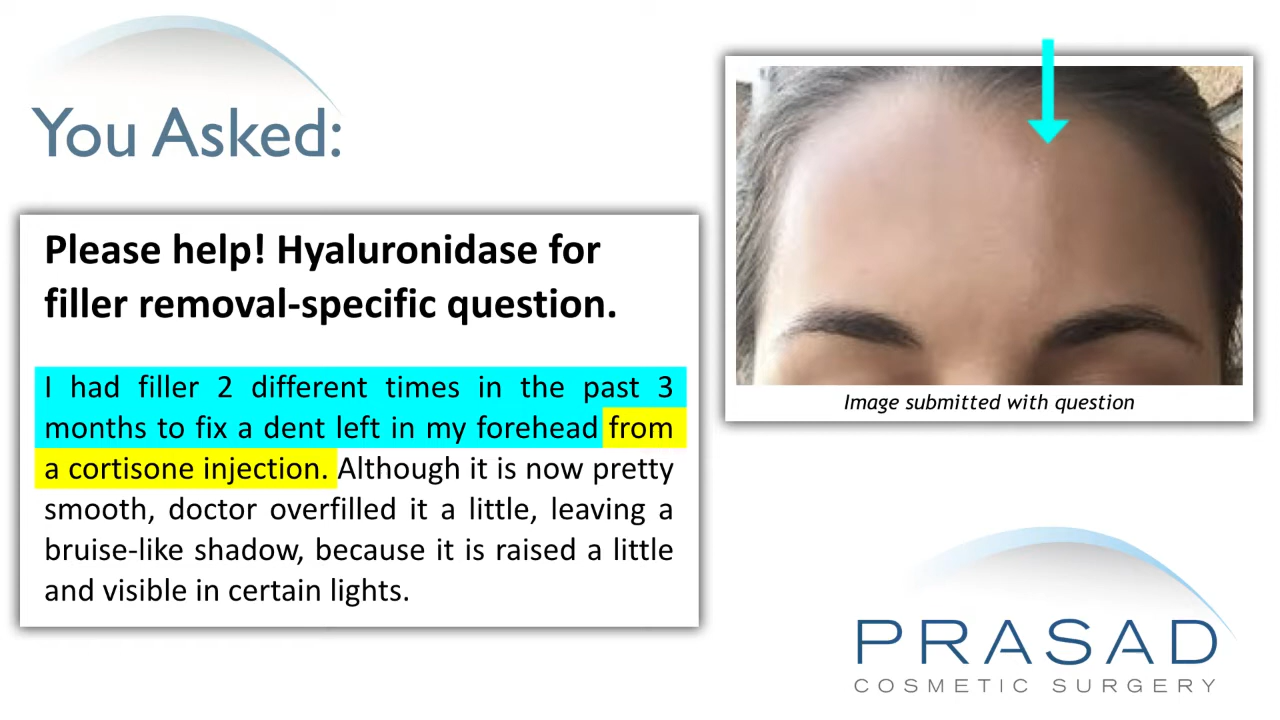 You Asked:
Please help! Hyaluronidase for
filler removal-specific question.
I had filler 2 different times in the past 3
months to fix a dent left in my forehead from
a cortisone injection. Although it is now pretty
smooth, doctor overfilled it a little, leaving a
bruise-like shadow, because it is raised a little
and visible in certain lights.
Image submitted with question
PRASAD
COSMETIC SURGERY